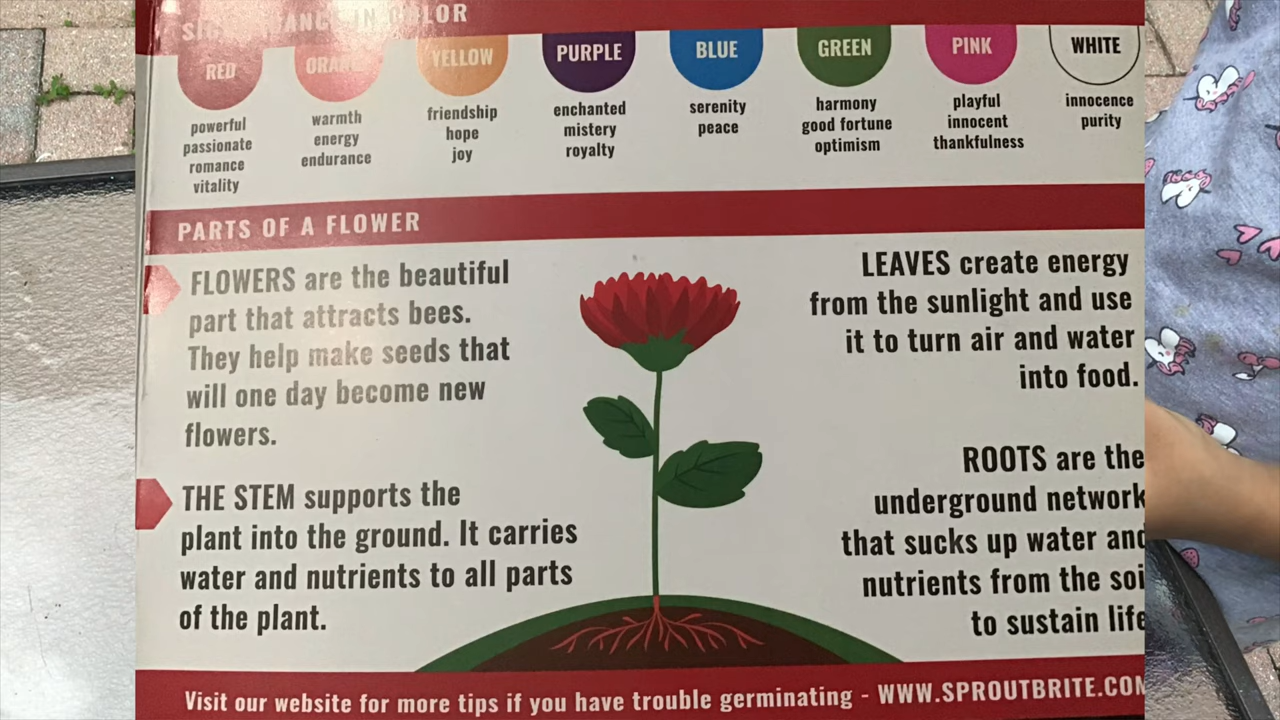 IN COLOR
RED
ORANGE
YELLOW
PURPLE
BLUE
GREEN
PINK
WHITE
powerful
passionate
romance
vitality
warmth
energy
endurance
friendship
hope
joy
enchanted
mistery
royalty
serenity
peace
harmony
good fortune
optimism
playful
innocent
thankfulness
innocence
purity
PARTS OF A FLOWER
FLOWERS are the beautiful
part that attracts bees.
They help make seeds that
will one day become new
flowers.
THE STEM supports the
plant into the ground. It carries
water and nutrients to all parts
of the plant.
LEAVES create energy
from the sunlight and use
it to turn air and water
into food.
ROOTS are the
underground network
that sucks up water and
nutrients from the soi
to sustain life
Visit our website for more tips if you have trouble germinating - WWW.SPROUTBRITE.COM